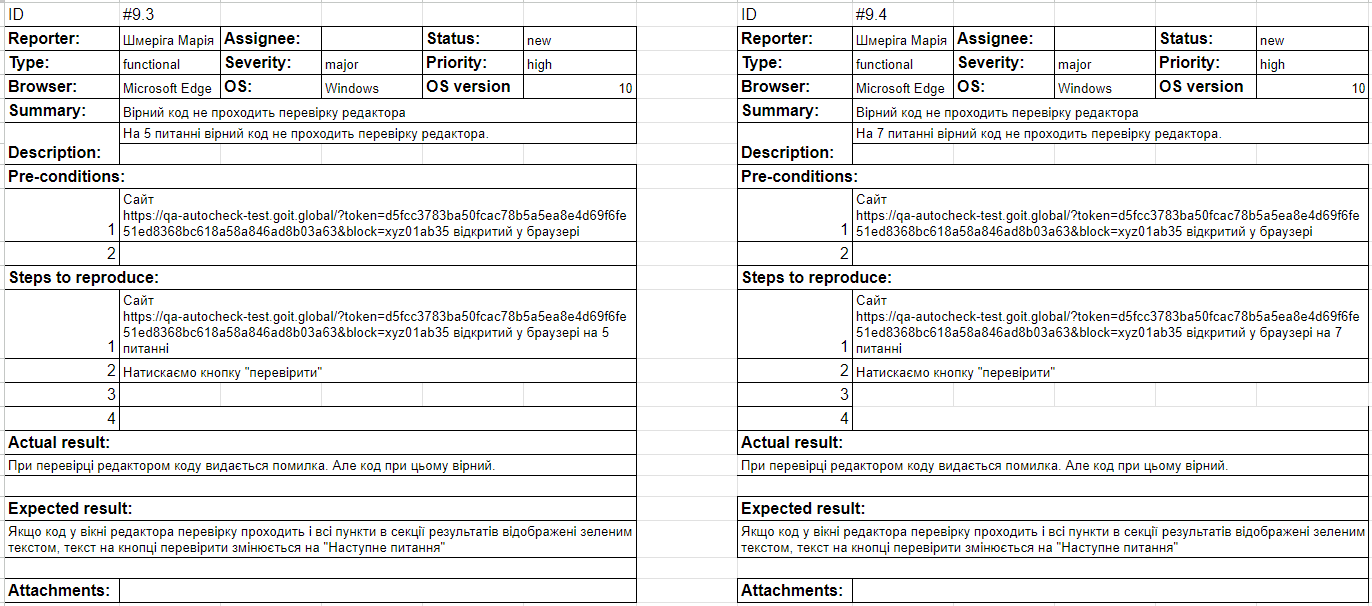 ID #9.3
Reporter: Шмеріга Марія Assignee: Status: new
Type: functional Severity: major Priority: high
Browser: Microsoft Edge OS: Windows OS version 10
Summary: Вірний код не проходить перевірку редактора
На 5 питанні вірний код не проходить перевірку редактора.
Description:
Pre-conditions:
Сайт
https://qa-autocheck-test.goit.global/?token=d5fcc3783ba50fcac78b5a5ea8e4d69f6fe
1 51ed8368bc618a58a846ad8b03a63&block=xyz01ab35 відкритий у браузері
2
Steps to reproduce:
Сайт
https://qa-autocheck-test.goit.global/?token=d5fcc3783ba50fcac78b5a5ea8e4d69f6fe
51ed8368bc618a58a846ad8b03a63&block=xyz01ab35 відкритий у браузері на 5
1 питанні
2 Натискаємо кнопку "перевірити"
3
4
Actual result:
При перевірці редактором коду видається помилка. Але код при цьому вірний.
Expected result:
Якщо код у вікні редактора перевірку проходить і всі пункти в секції результатів відображені зеленим
текстом, текст на кнопці перевірити змінюється на "Наступне питання"
Attachments:
ID #9.4
Reporter: Шмеріга Марія Assignee: Status: new
Type: functional Severity: major Priority: high
Browser: Microsoft Edge OS: Windows OS version 10
Summary: Вірний код не проходить перевірку редактора
На 7 питанні вірний код не проходить перевірку редактора.
Description:
Pre-conditions:
Сайт
https://qa-autocheck-test.goit.global/?token=d5fcc3783ba50fcac78b5a5ea8e4d69f6fe
1 51ed8368bc618a58a846ad8b03a63&block=xyz01ab35 відкритий у браузері
2
Steps to reproduce:
Сайт
https://qa-autocheck-test.goit.global/?token=d5fcc3783ba50fcac78b5a5ea8e4d69f6fe
51ed8368bc618a58a846ad8b03a63&block=xyz01ab35 відкритий у браузері на 7
1 питанні
2 Натискаємо кнопку "перевірити"
3
4
Actual result:
При перевірці редактором коду видається помилка. Але код при цьому вірний.
Expected result:
Якщо код у вікні редактора перевірку проходить і всі пункти в секції результатів відображені зеленим
текстом, текст на кнопці перевірити змінюється на "Наступне питання"
Attachments: